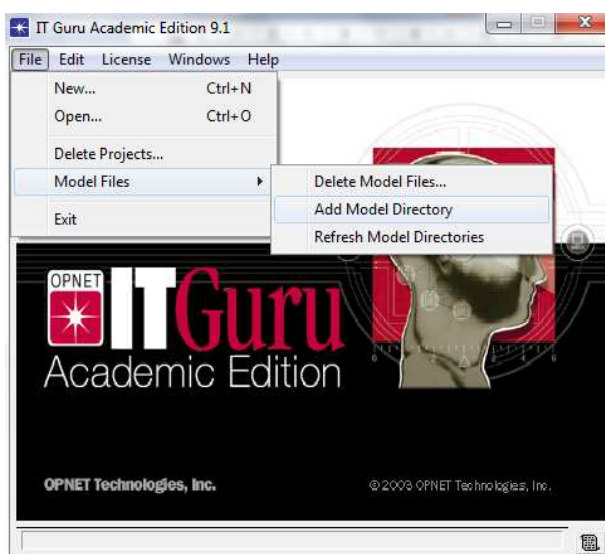 IT Guru Academic Edition 9.1
File Edit License Windows Help
New... Ctrl+N
Open... Ctrl+O
Delete Projects...
Model Files
Exit
Delete Model Files...
Add Model Directory
Refresh Model Directories
OPNET
ITGuru
Academic Edition
OPNET Technologies, Inc.
©2003 OPNET Technologies, Inc.